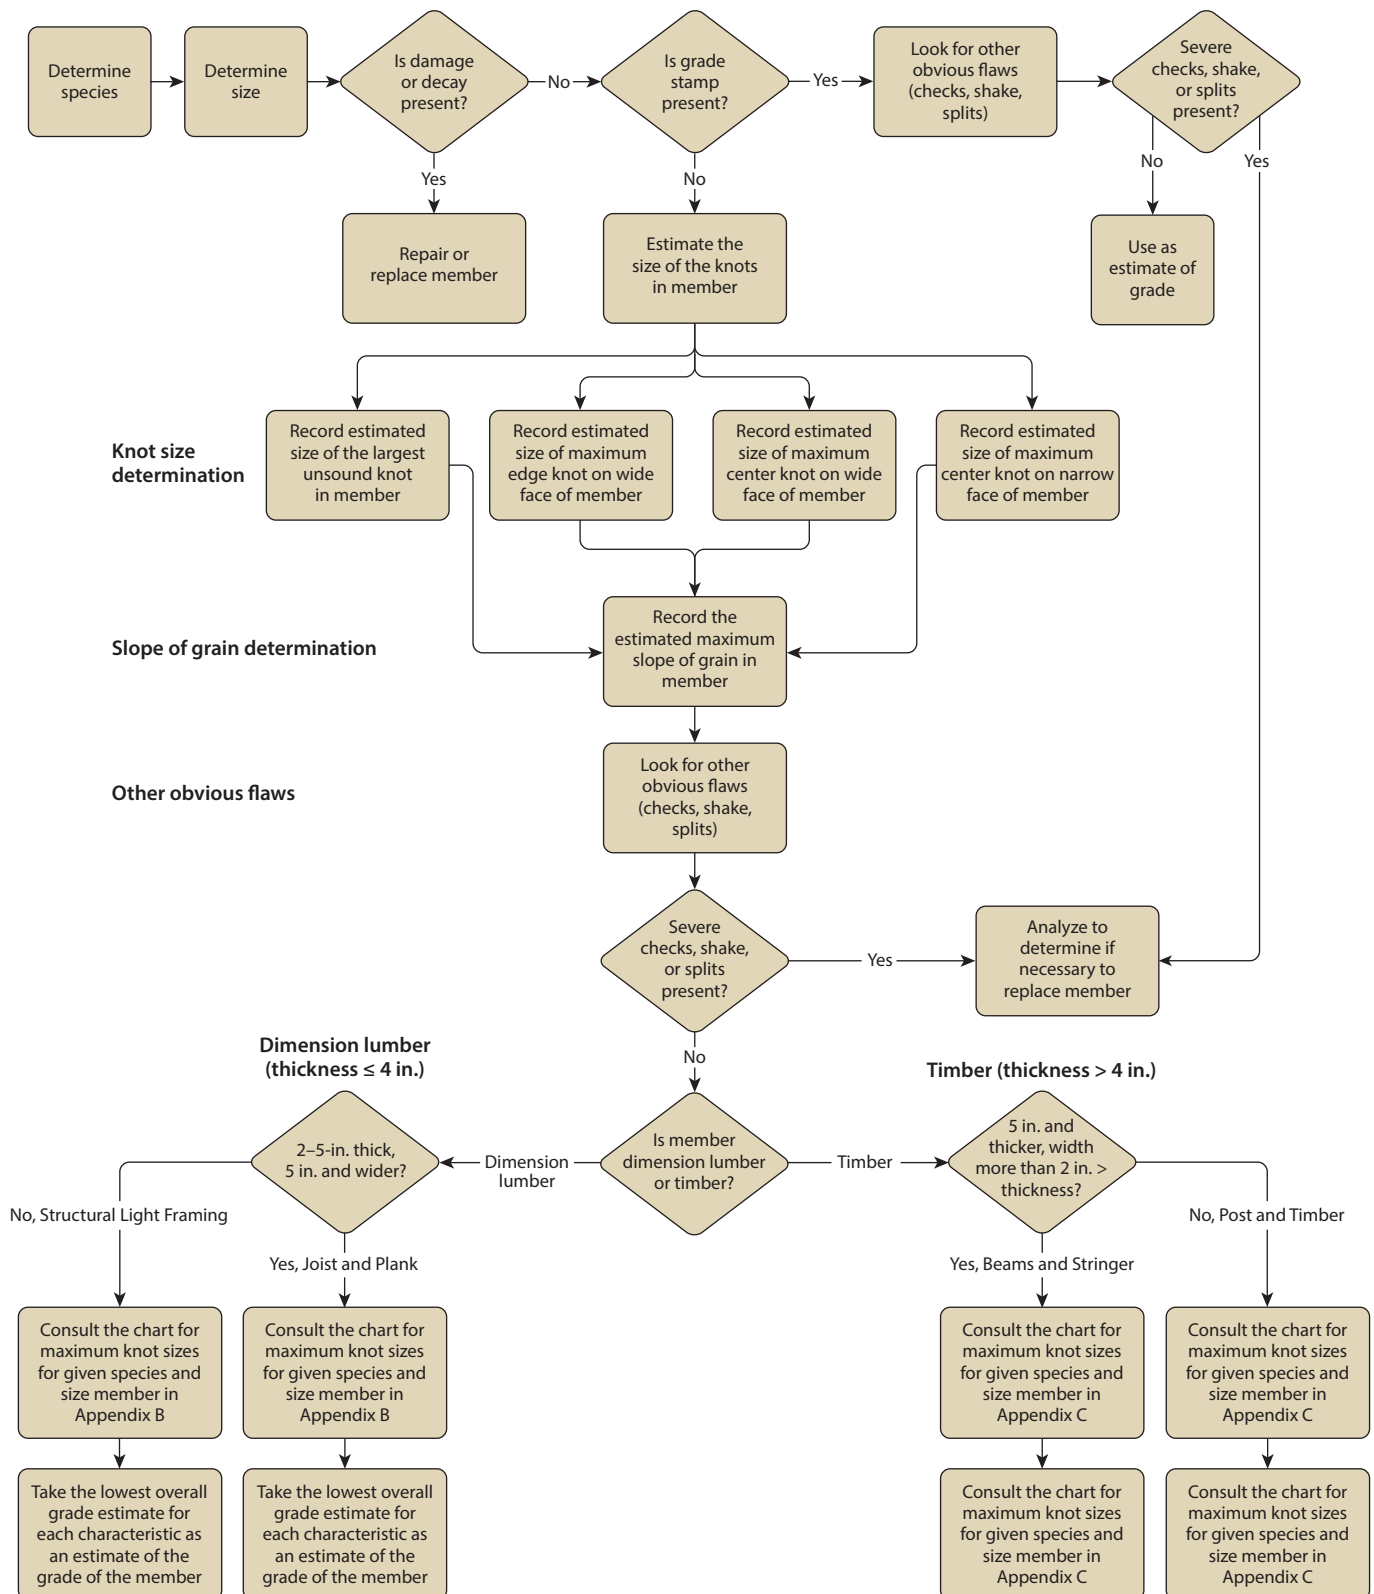 Determine
species
Determine
size
Is damage
or decay
present?
No
Is grade
stamp
present?
Yes
Look for other
obvious flaws
(checks, shake,
splits)
Severe
checks, shake,
or splits
present?
Yes
No
No
Yes
Repair or
replace member
Estimate the
size of the knots
in member
Use as
estimate of
grade
Knot size
determination
Record estimated
size of the largest
unsound knot
in member
Record estimated
size of maximum
edge knot on wide
face of member
Record estimated
size of maximum
center knot on wide
face of member
Record estimated
size of maximum
center knot on narrow
face of member
Slope of grain determination
Record the
estimated maximum
slope of grain in
member
Other obvious flaws
Look for other
obvious flaws
(checks, shake,
splits)
Severe
checks, shake,
or splits
present?
Yes
Analyze to
determine if
necessary to
replace member
No
Dimension lumber
(thickness ≤ 4 in.)
Timber (thickness > 4 in.)
2–5-in. thick,
5 in. and wider?
Dimension
lumber
Is member
dimension lumber
or timber?
Timber
5 in. and
thicker, width
more than 2 in. >
thickness?
No, Structural Light Framing
Yes, Joist and Plank
Yes, Beams and Stringer
No, Post and Timber
Consult the chart for
maximum knot sizes
for given species and
size member in
Appendix B
Consult the chart for
maximum knot sizes
for given species and
size member in
Appendix B
Consult the chart for
maximum knot sizes
for given species and
size member in
Appendix C
Consult the chart for
maximum knot sizes
for given species and
size member in
Appendix C
Take the lowest overall
grade estimate for
each characteristic as
an estimate of the
grade of the member
Take the lowest overall
grade estimate for
each characteristic as
an estimate of the
grade of the member
Consult the chart for
maximum knot sizes
for given species and
size member in
Appendix C
Consult the chart for
maximum knot sizes
for given species and
size member in
Appendix C